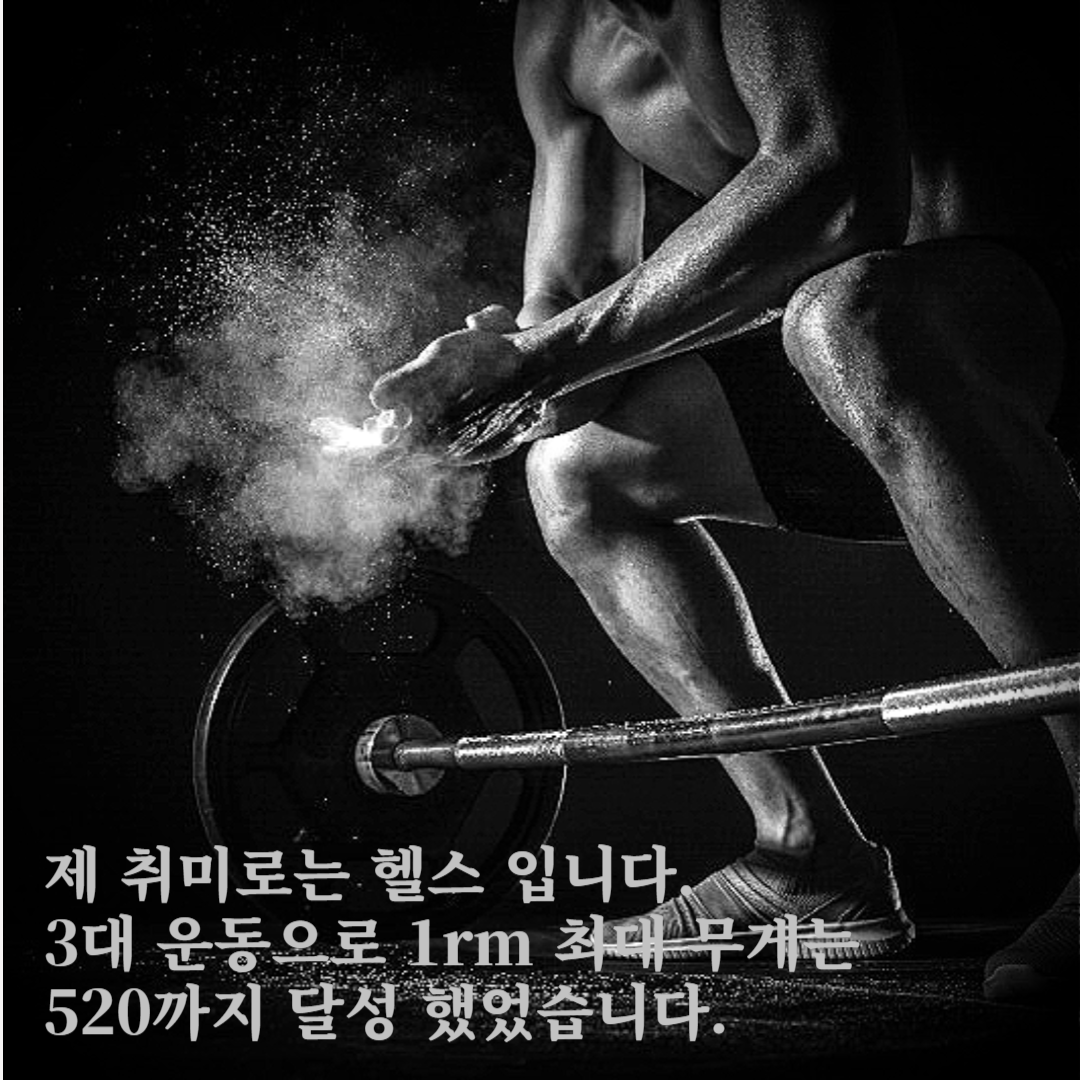 제 취미로는 헬스 입니다.
3대 운동으로 1rm 최대 무게는
520까지 달성 했었습니다.